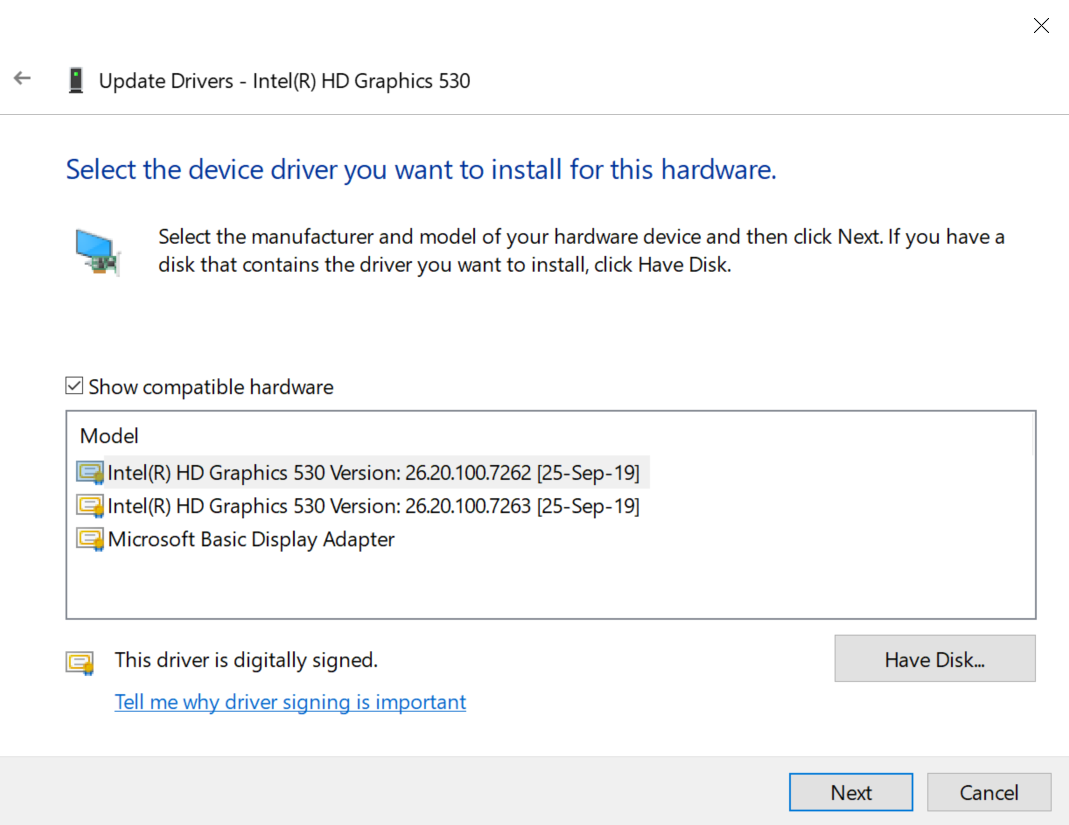 Update Drivers - Intel(R) HD Graphics 530
Select the device driver you want to install for this hardware.
Select the manufacturer and model of your hardware device and then click Next. If you have a
disk that contains the driver you want to install, click Have Disk.
Show compatible hardware
Model
Intel(R) HD Graphics 530 Version: 26.20.100.7262 [25-Sep-19]
Intel(R) HD Graphics 530 Version: 26.20.100.7263 [25-Sep-19]
Microsoft Basic Display Adapter
This driver is digitally signed.
Have Disk...
Tell me why driver signing is important
Next
Cancel